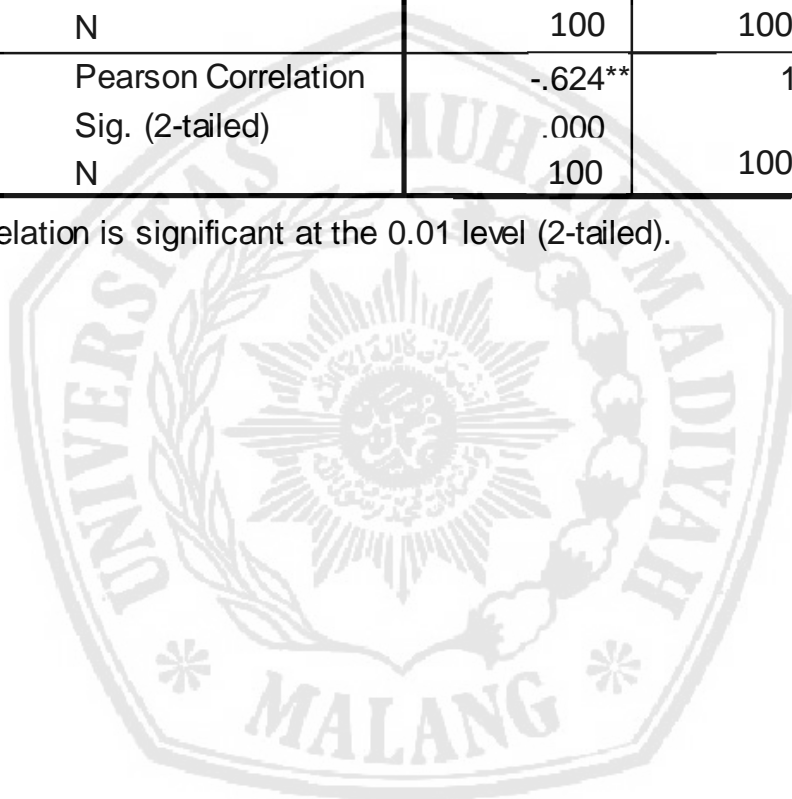 N 100 100
Pearson Correlation -.624** 1
Sig. (2-tailed) .000
N 100 100
elation is significant at the 0.01 level (2-tailed).
UNIVERSITAS MUHAMMADIYAH
MALANG